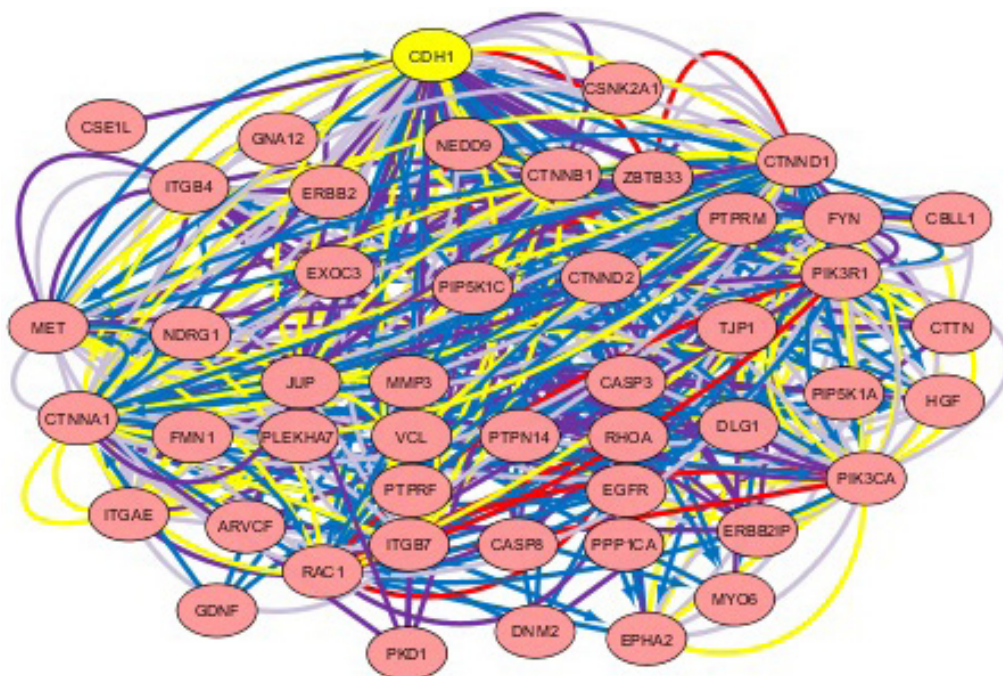 CDH1
CSNK2A1
CSE1L
GNA12
NEDD9
CTNND1
ITGB4
ERBB2
CTNNB1
ZBTB33
PTPRM
FYN
CBLL1
EXOC3
PIP5K1C
CTNND2
PIK3R1
MET
NDRG1
TJP1
CTTN
JUP
MMP3
CASP3
PIP5K1A
HGF
CTNNA1
FMN1
PLEKHA7
VCL
PTPN14
RHOA
DLG1
PTPRF
EGFR
PIK3CA
ITGAE
ARVCF
ITGB7
CASP8
PPP1CA
ERBB2IP
RAC1
GDNF
MYO6
DNM2
EPHA2
PKD1